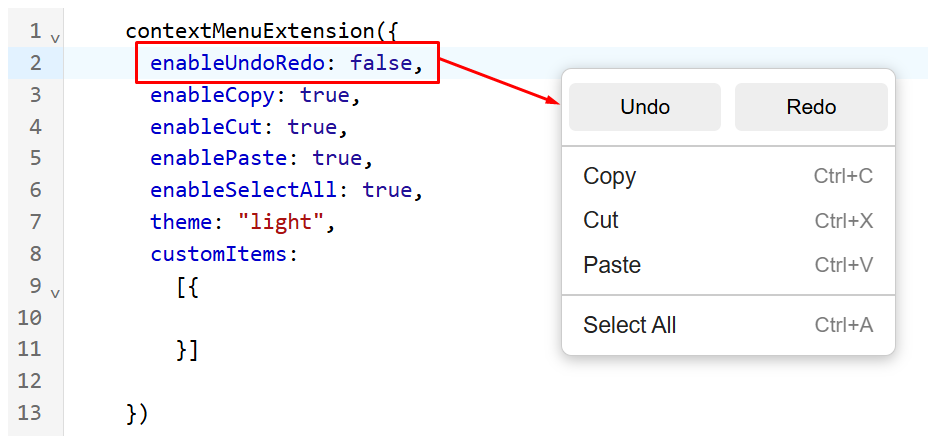 1 contextMenuExtension({
2 enableUndoRedo: false,
3 enableCopy: true,
4 enableCut: true,
5 enablePaste: true,
6 enableSelectAll: true,
7 theme: "light",
8 customItems:
9 [{
10
11 }]
12
13 })
Undo Redo
Copy Ctrl+C
Cut Ctrl+X
Paste Ctrl+V
Select All Ctrl+A